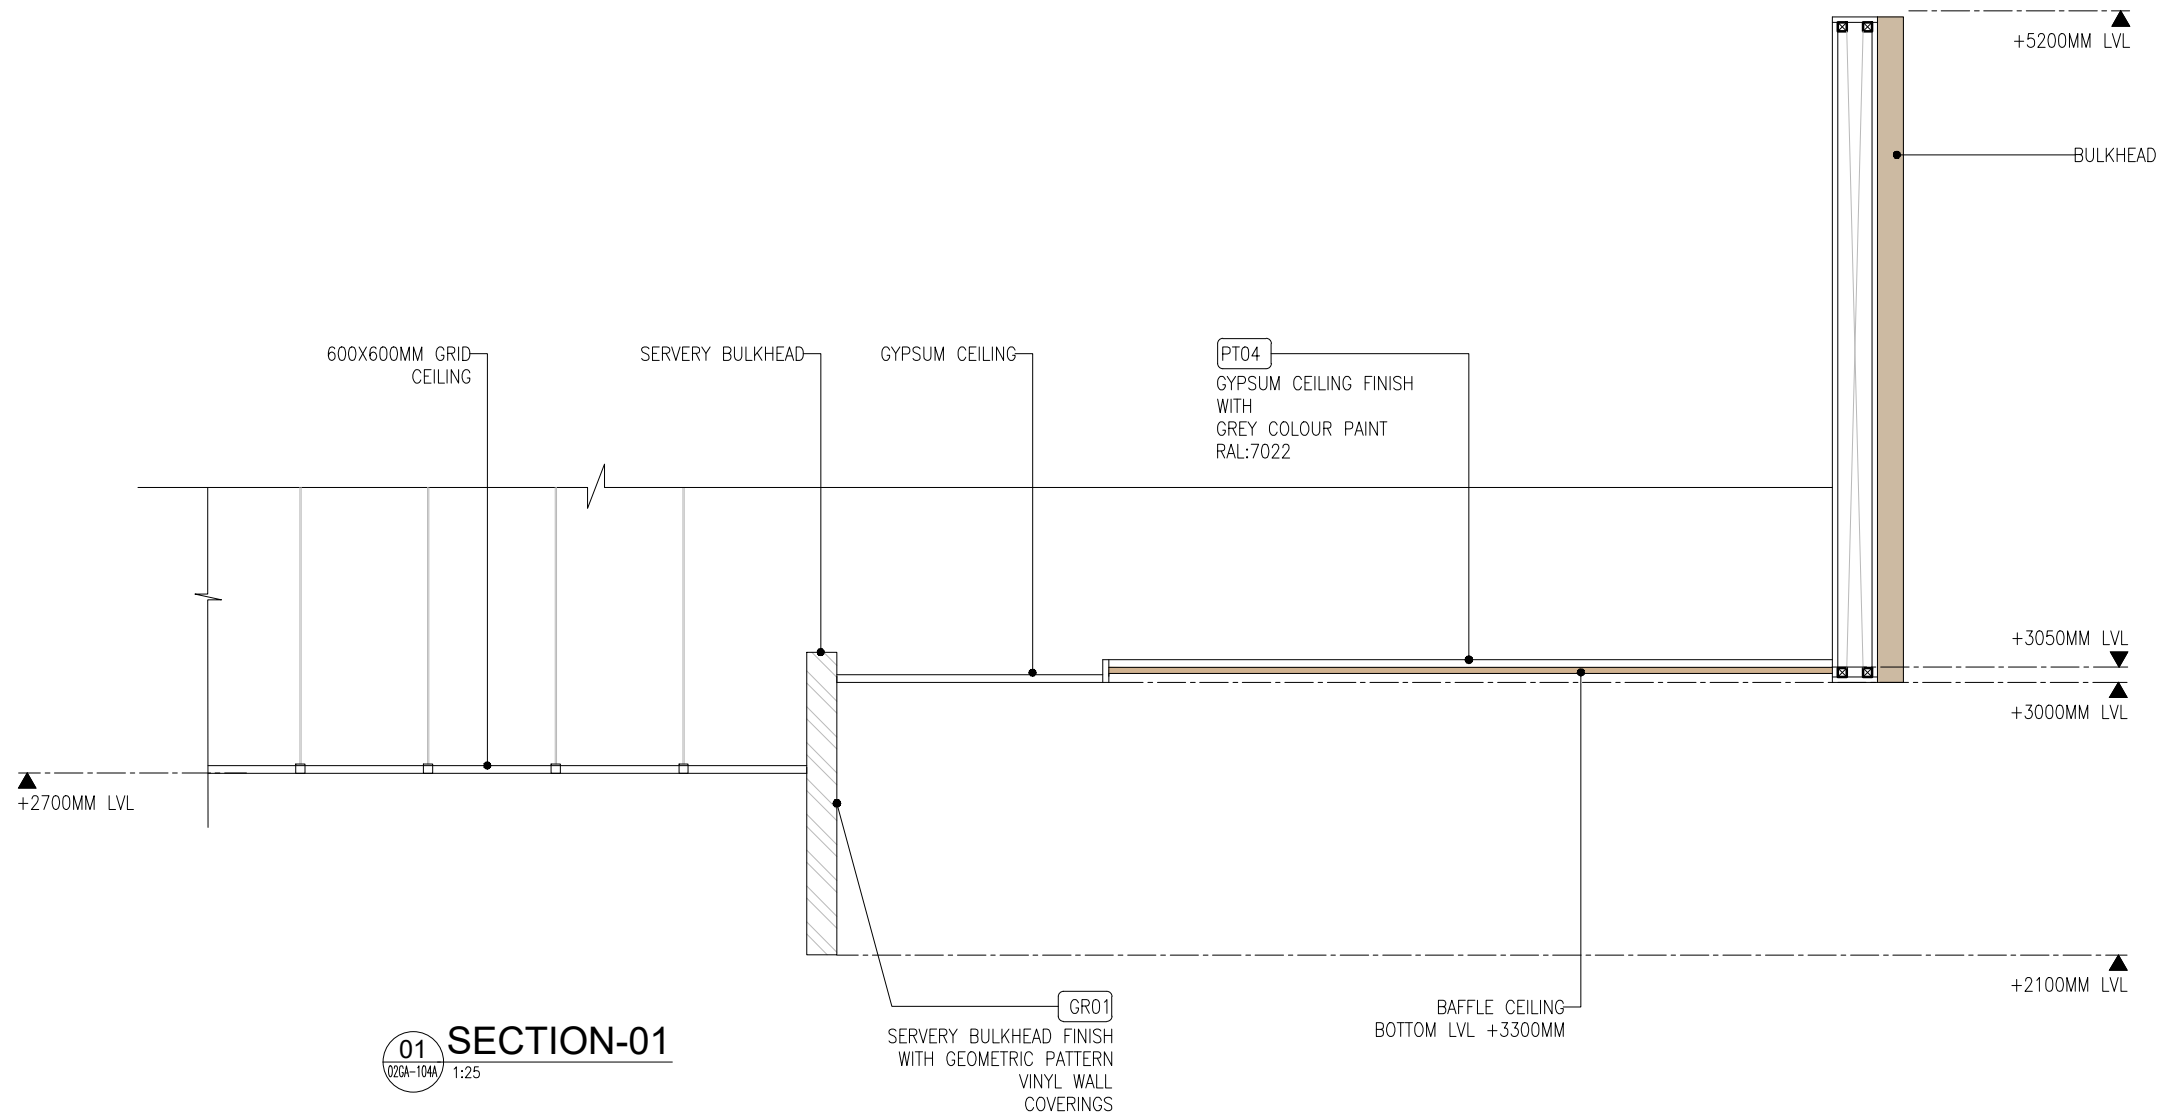 +5200MM LVL
BULKHEAD
600X600MM GRID
CEILING
SERVERY BULKHEAD
GYPSUM CEILING
PT04
GYPSUM CEILING FINISH
WITH
GREY COLOUR PAINT
RAL:7022
+3050MM LVL
+3000MM LVL
+2700MM LVL
+2100MM LVL
GR01
SERVERY BULKHEAD FINISH
WITH GEOMETRIC PATTERN
VINYL WALL
COVERINGS
BAFFLE CEILING
BOTTOM LVL +3300MM
01
02GA-104A
SECTION-01
1:25